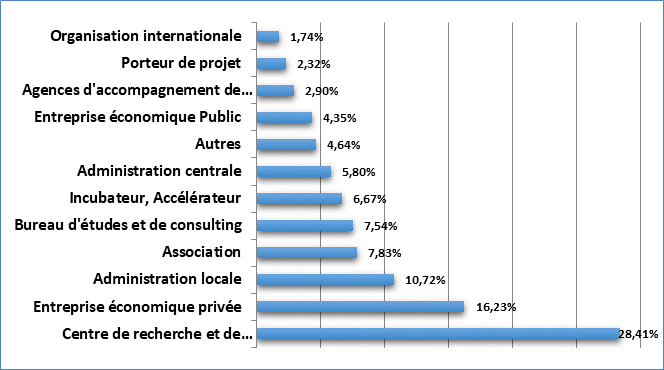 Organisation internationale 1,74%
Porteur de projet 2,32%
Agences d'accompagnement de... 2,90%
Entreprise économique Public 4,35%
Autres 4,64%
Administration centrale 5,80%
Incubateur, Accélérateur 6,67%
Bureau d'études et de consulting 7,54%
Association 7,83%
Administration locale 10,72%
Entreprise économique privée 16,23%
Centre de recherche et de... 28,41%